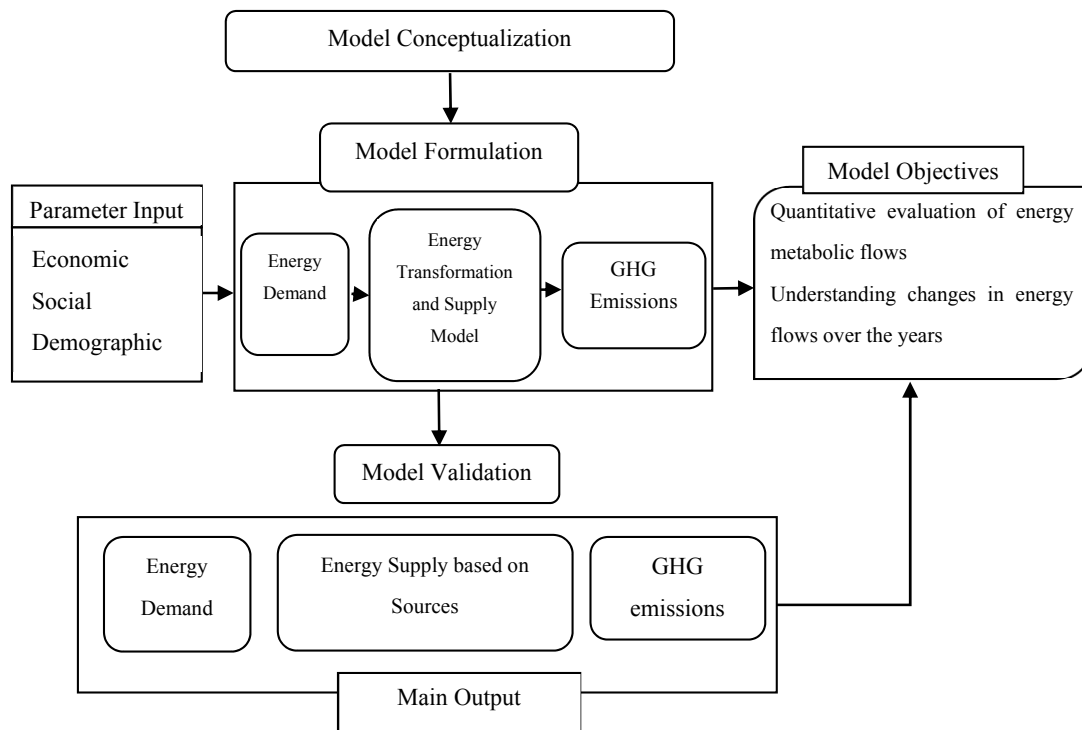 Model Conceptualization
Model Formulation
Parameter Input
Economic
Social
Demographic
Energy
Demand
Energy
Transformation
and Supply
Model
GHG
Emissions
Model Objectives
Quantitative evaluation of energy
metabolic flows
Understanding changes in energy
flows over the years
Model Validation
Energy
Demand
Energy Supply based on
Sources
GHG
emissions
Main Output